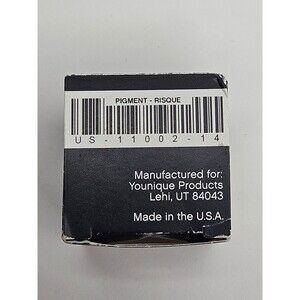 PIGMENT - RISQUE
US-11002-14
Manufactured for:
Younique Products
Lehi, UT 84043
Made in the U.S.A.